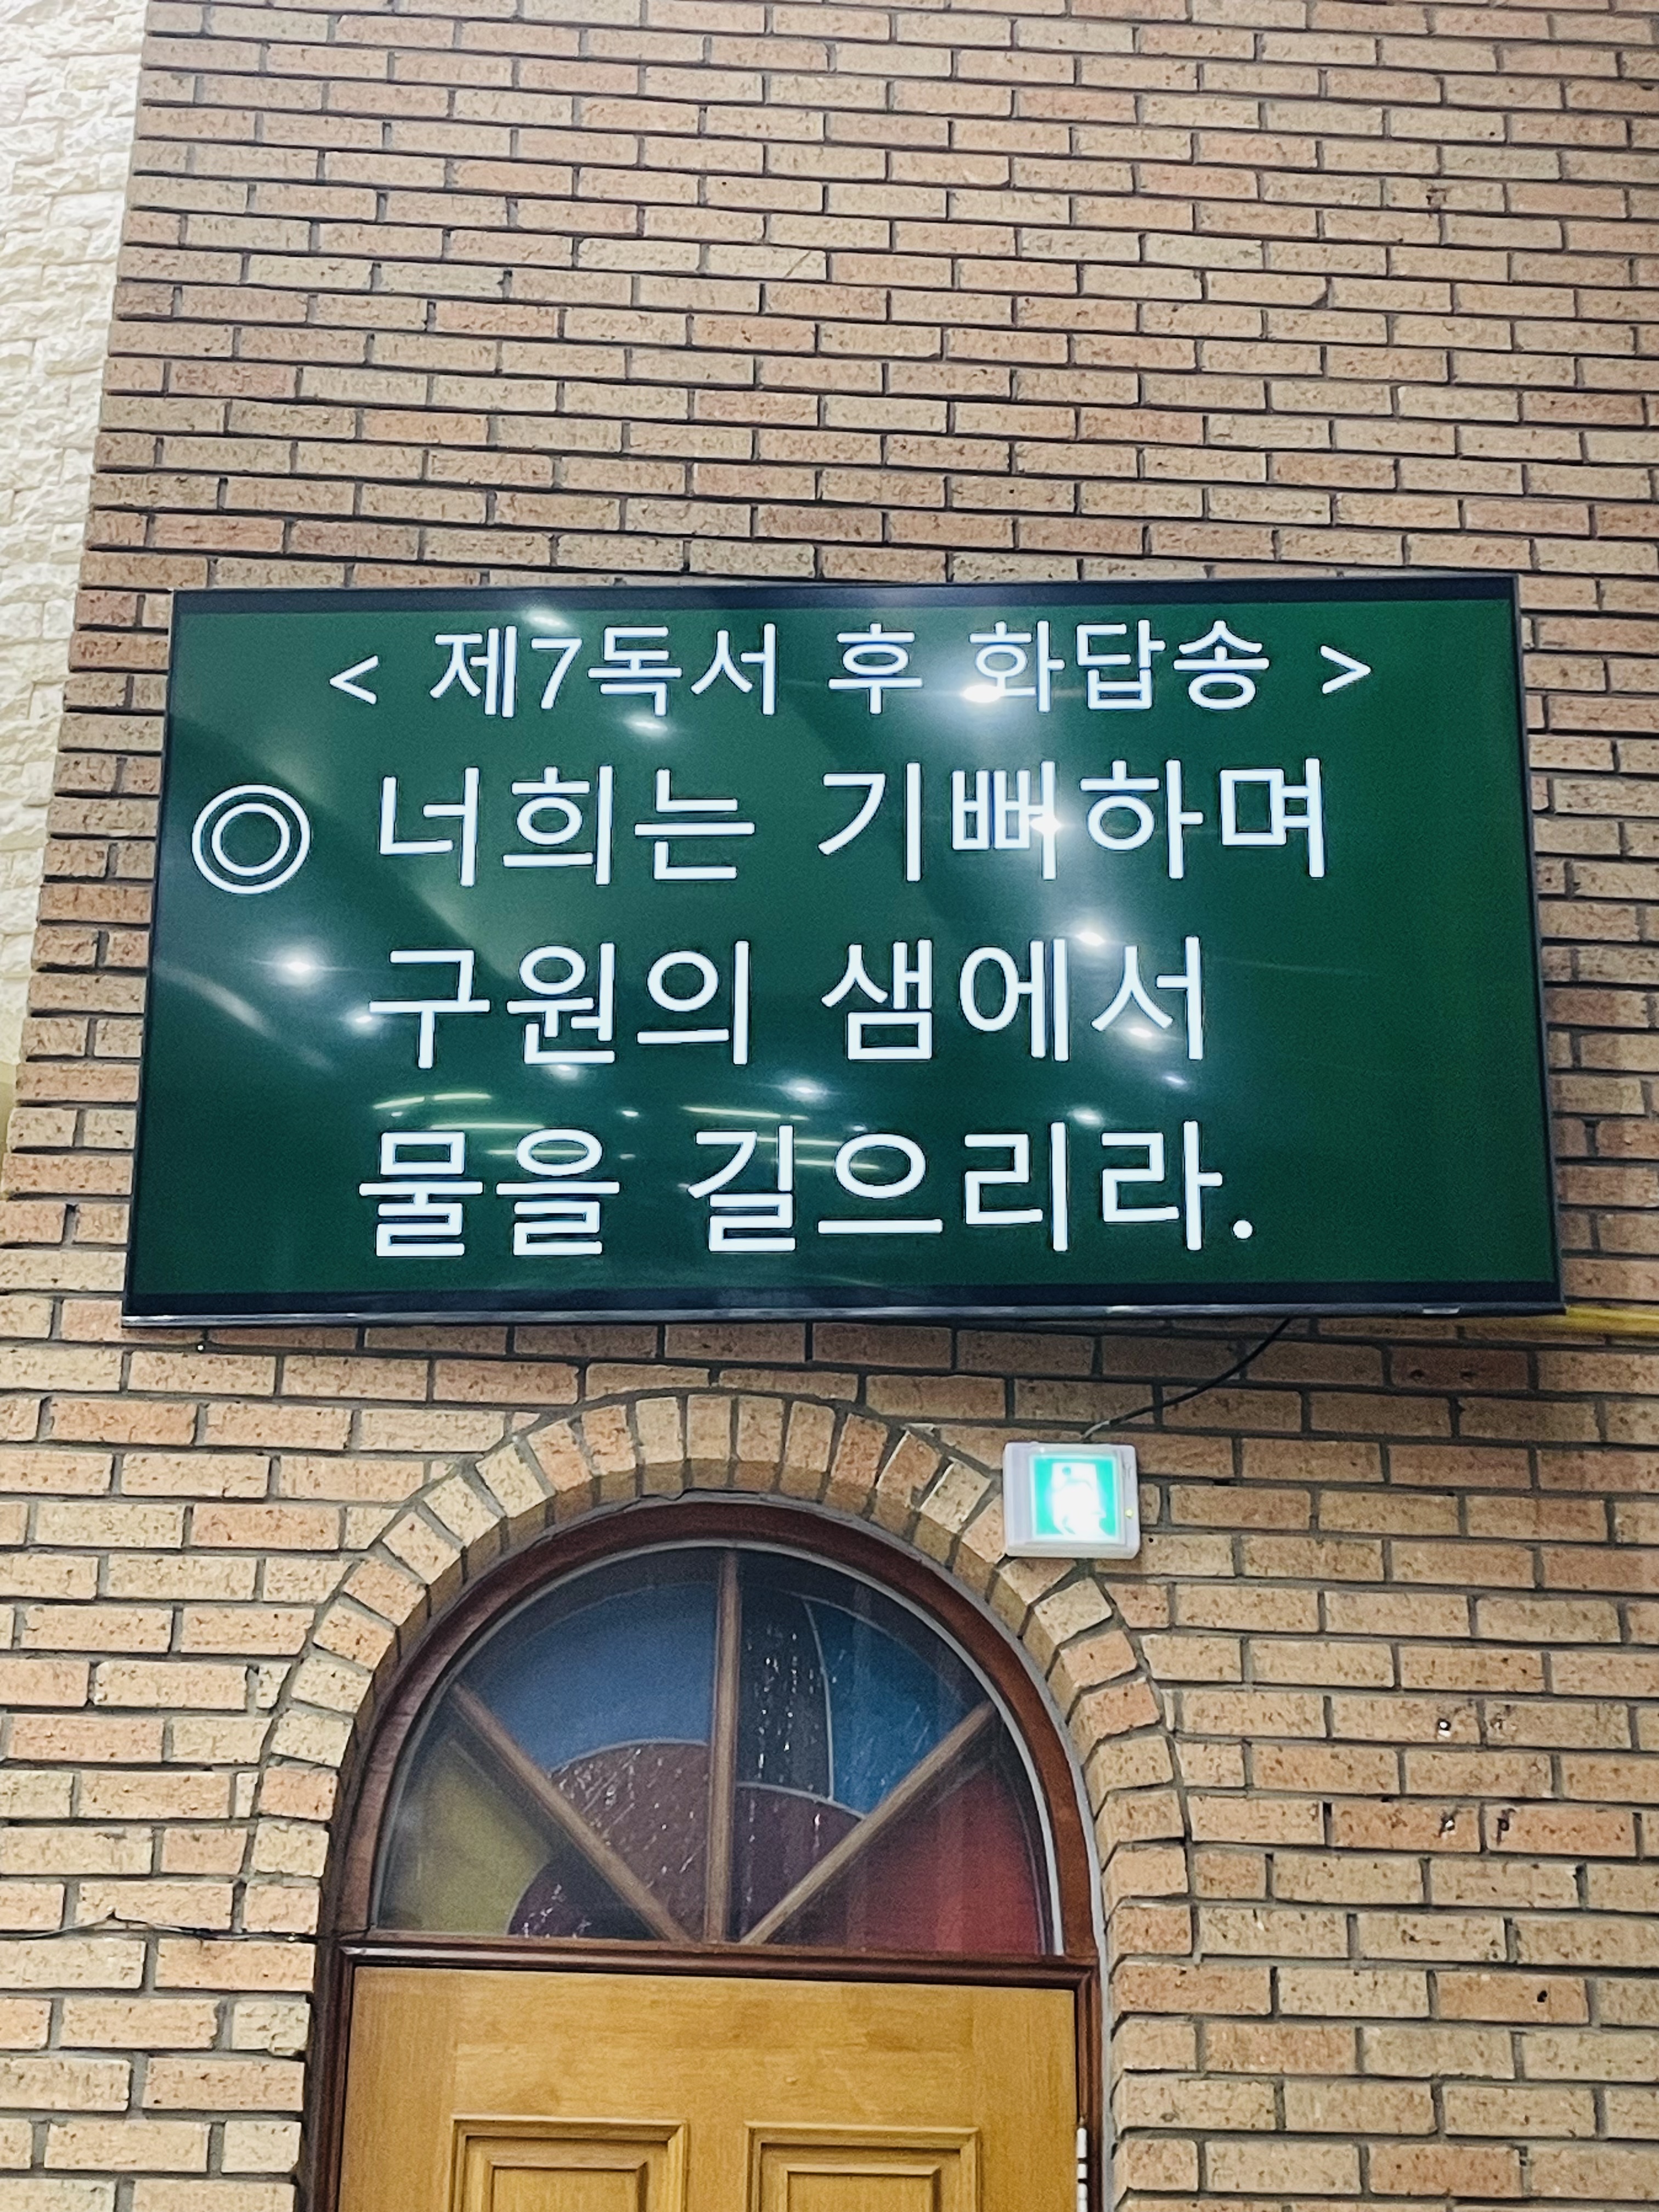 < 제7독서 후 화답송 >
◎ 너희는 기뻐하며
구원의 샘에서
물을 길으리라.